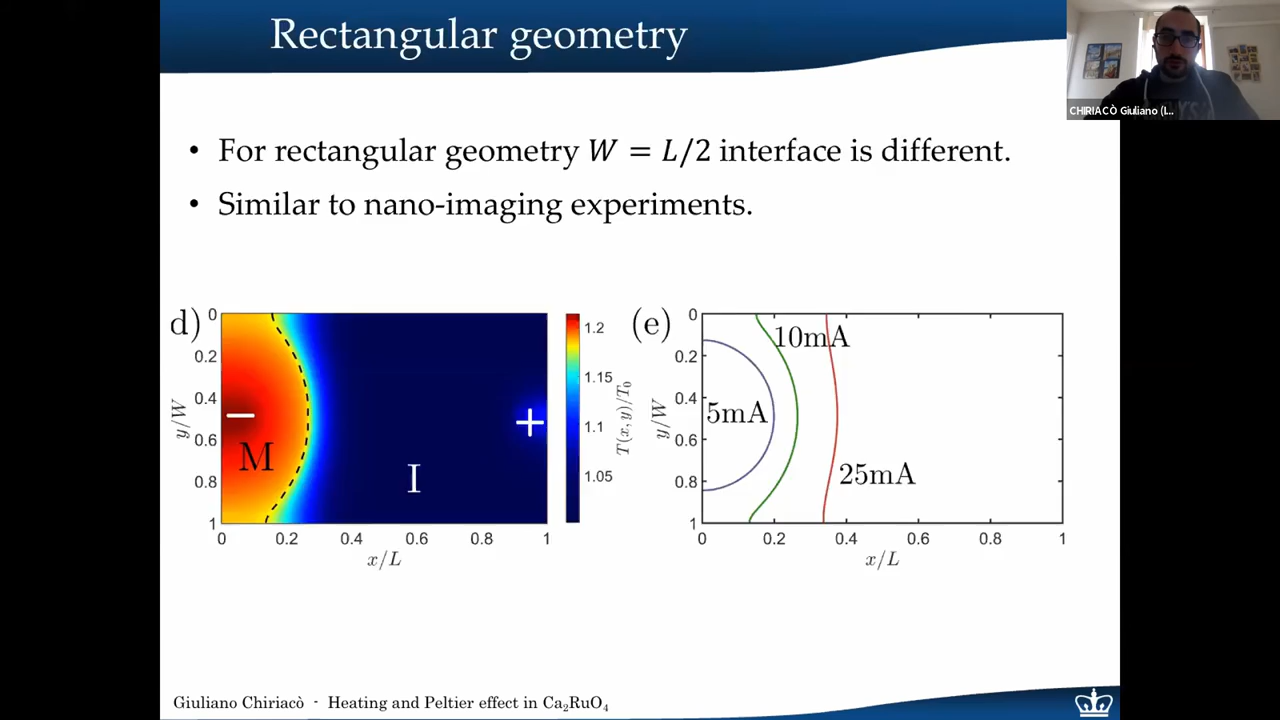 Rectangular geometry
CHIRIACÒ Giuliano (I...
• For rectangular geometry W = L/2 interface is different.
• Similar to nano-imaging experiments.
d)
0
0.2
0.4
0.6
0.8
1
y/W
−
M
I
+
0 0.2 0.4 0.6 0.8 1
x/L
1.2
1.15
1.1
1.05
T(x, y)/T₀
(e)
0
0.2
0.4
0.6
0.8
1
y/W
10mA
5mA
25mA
0 0.2 0.4 0.6 0.8 1
x/L
Giuliano Chiriacò - Heating and Peltier effect in Ca₂RuO₄